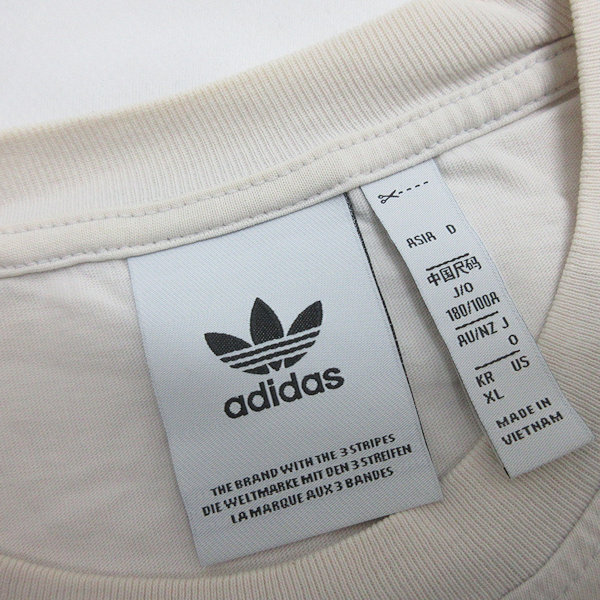 adidas
THE BRAND WITH THE 3 STRIPES
DIE WELTMARKE MIT DEN 3 STREIFEN
LA MARQUE AUX 3 BANDES
ASIA D
中国尺码
J/O
180/100A
AU/NZ J
O
KR US
XL
MADE IN
VIETNAM